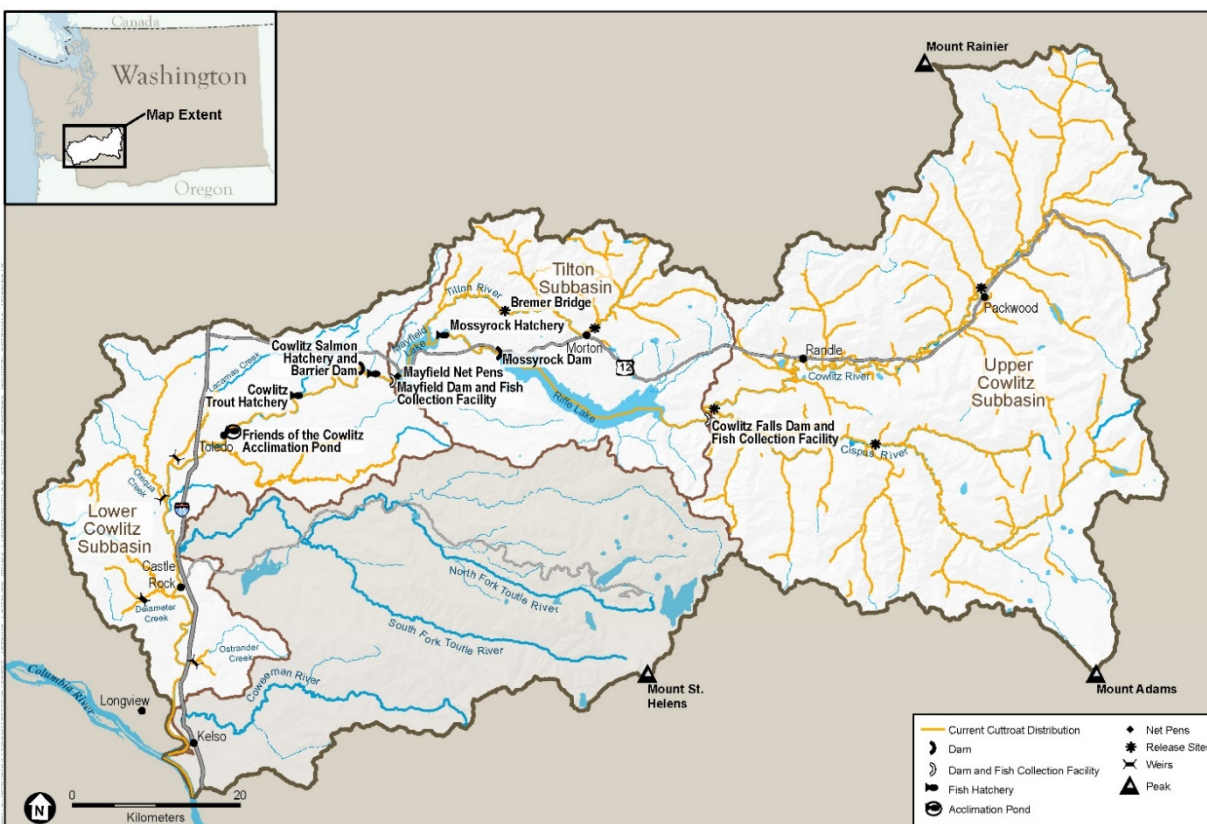 Canada
Washington
Map Extent
Oregon
Mount Rainier
Tilton
Subbasin
Tilton River
Bremer Bridge
Mossyrock Hatchery
Morton
Mossyrock Dam
12
Mayfield
Lake
Cowlitz Salmon
Hatchery and
Barrier Dam
Lacamas Creek
Mayfield Net Pens
Mayfield Dam and Fish
Collection Facility
Cowlitz
Trout Hatchery
Riffe Lake
Packwood
Randle
Cowlitz River
Upper
Cowlitz
Subbasin
Cowlitz Falls Dam and
Fish Collection Facility
Cispus River
Toledo
Friends of the Cowlitz
Acclimation Pond
Olequa
Creek
Lower
Cowlitz
Subbasin
Castle
Rock
Delameter
Creek
Ostrander
Creek
North Fork Toutle River
South Fork Toutle River
Coweeman River
Columbia River
Longview
Kelso
Mount St.
Helens
Mount Adams
N
0 20
Kilometers
Current Cuttroat Distribution
Dam
Dam and Fish Collection Facility
Fish Hatchery
Acclimation Pond
Net Pens
Release Sites
Weirs
Peak